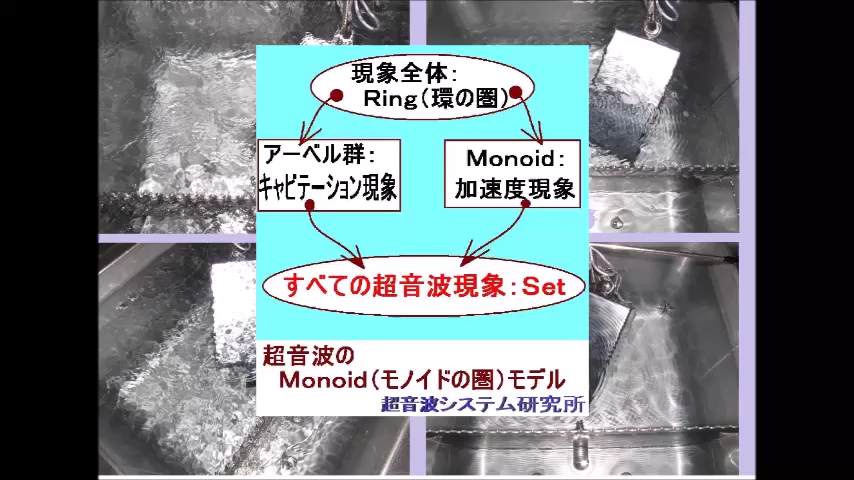 現象全体：
Ring（環の圏）
アーベル群：
キャビテーション現象
Monoid：
加速度現象
すべての超音波現象：Set
超音波の
Monoid（モノイドの圏）モデル
超音波システム研究所